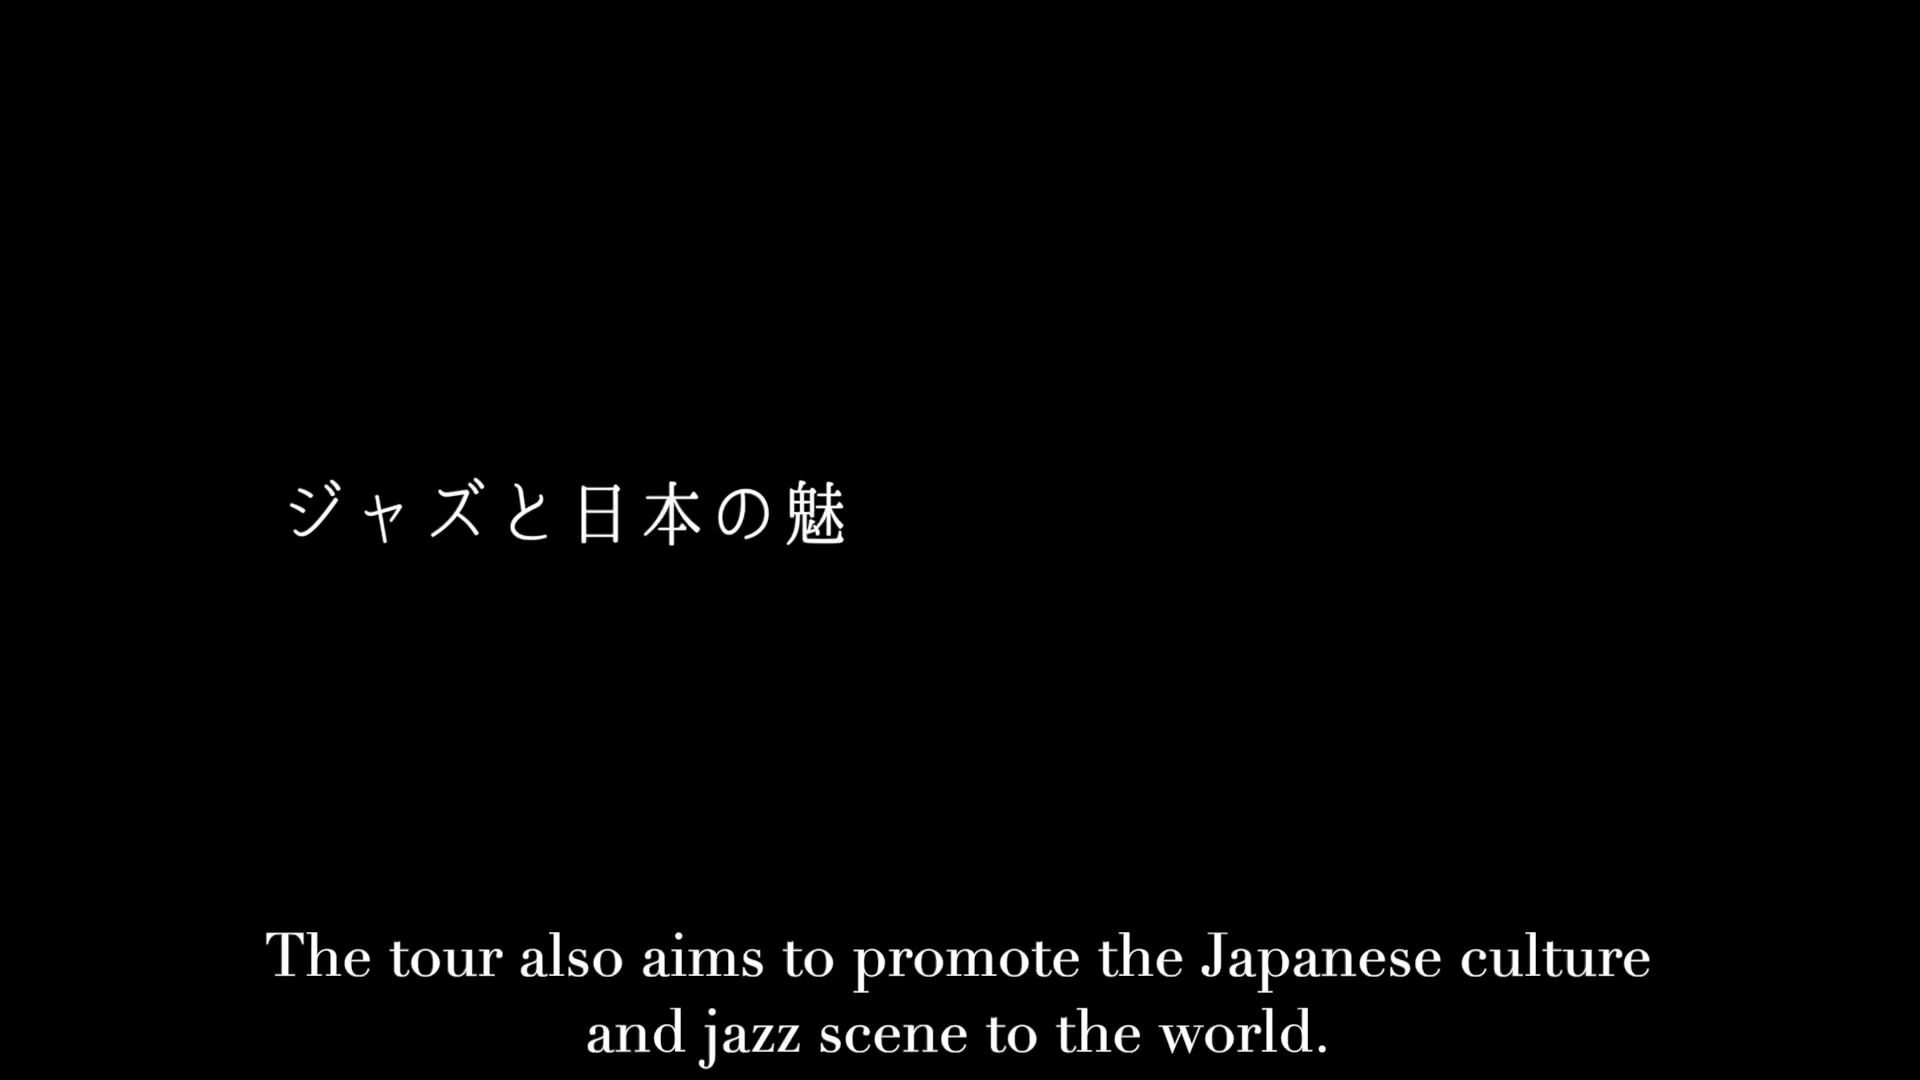 ジャズと日本の魅
The tour also aims to promote the Japanese culture
and jazz scene to the world.